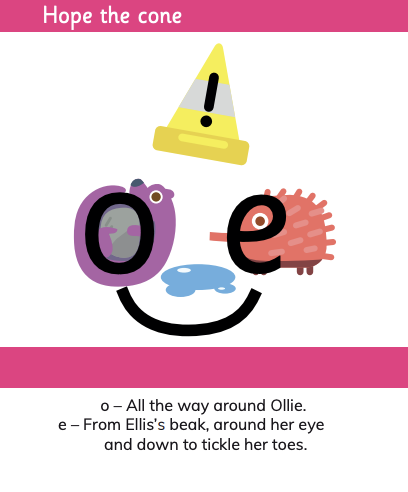 Hope the cone
!
o e
o – All the way around Ollie.
e – From Ellis's beak, around her eye
and down to tickle her toes.